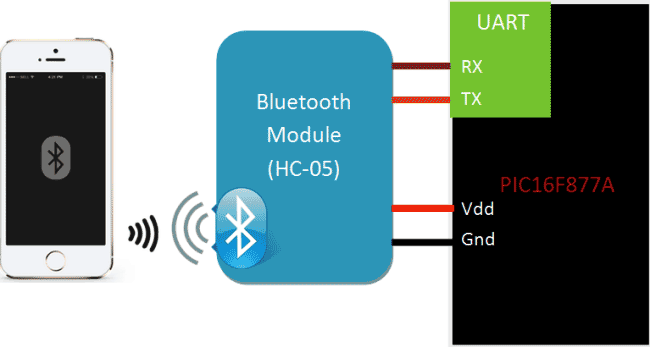 UART
RX
TX
Bluetooth
Module
(HC-05)
PIC16F877A
Vdd
Gnd